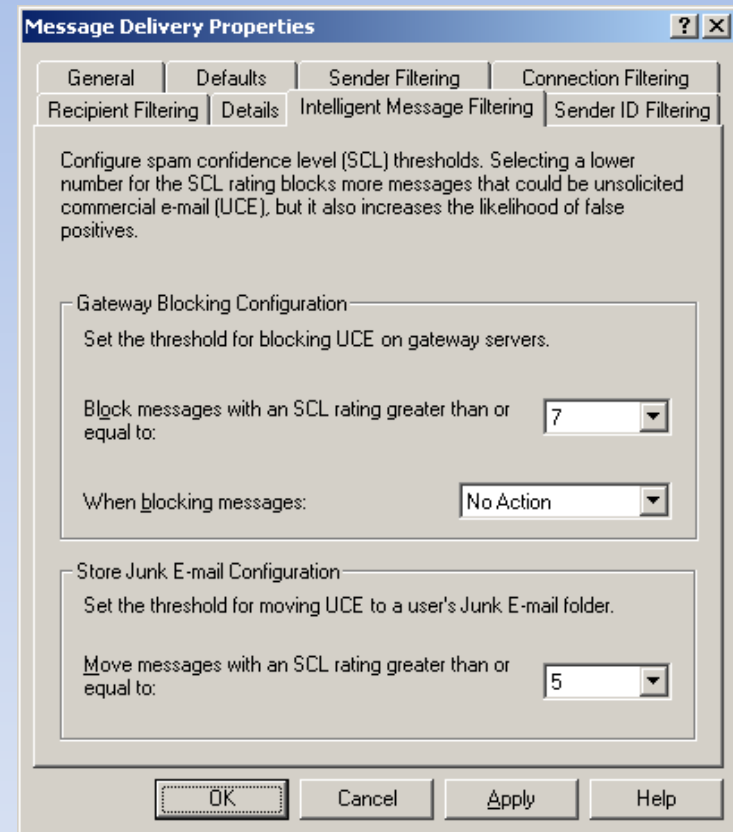 Message Delivery Properties
General Defaults Sender Filtering Connection Filtering
Recipient Filtering Details Intelligent Message Filtering Sender ID Filtering
Configure spam confidence level (SCL) thresholds. Selecting a lower
number for the SCL rating blocks more messages that could be unsolicited
commercial e-mail (UCE), but it also increases the likelihood of false
positives.
Gateway Blocking Configuration
Set the threshold for blocking UCE on gateway servers.
Block messages with an SCL rating greater than or
equal to:
7
When blocking messages:
No Action
Store Junk E-mail Configuration
Set the threshold for moving UCE to a user's Junk E-mail folder.
Move messages with an SCL rating greater than or
equal to:
5
OK Cancel Apply Help